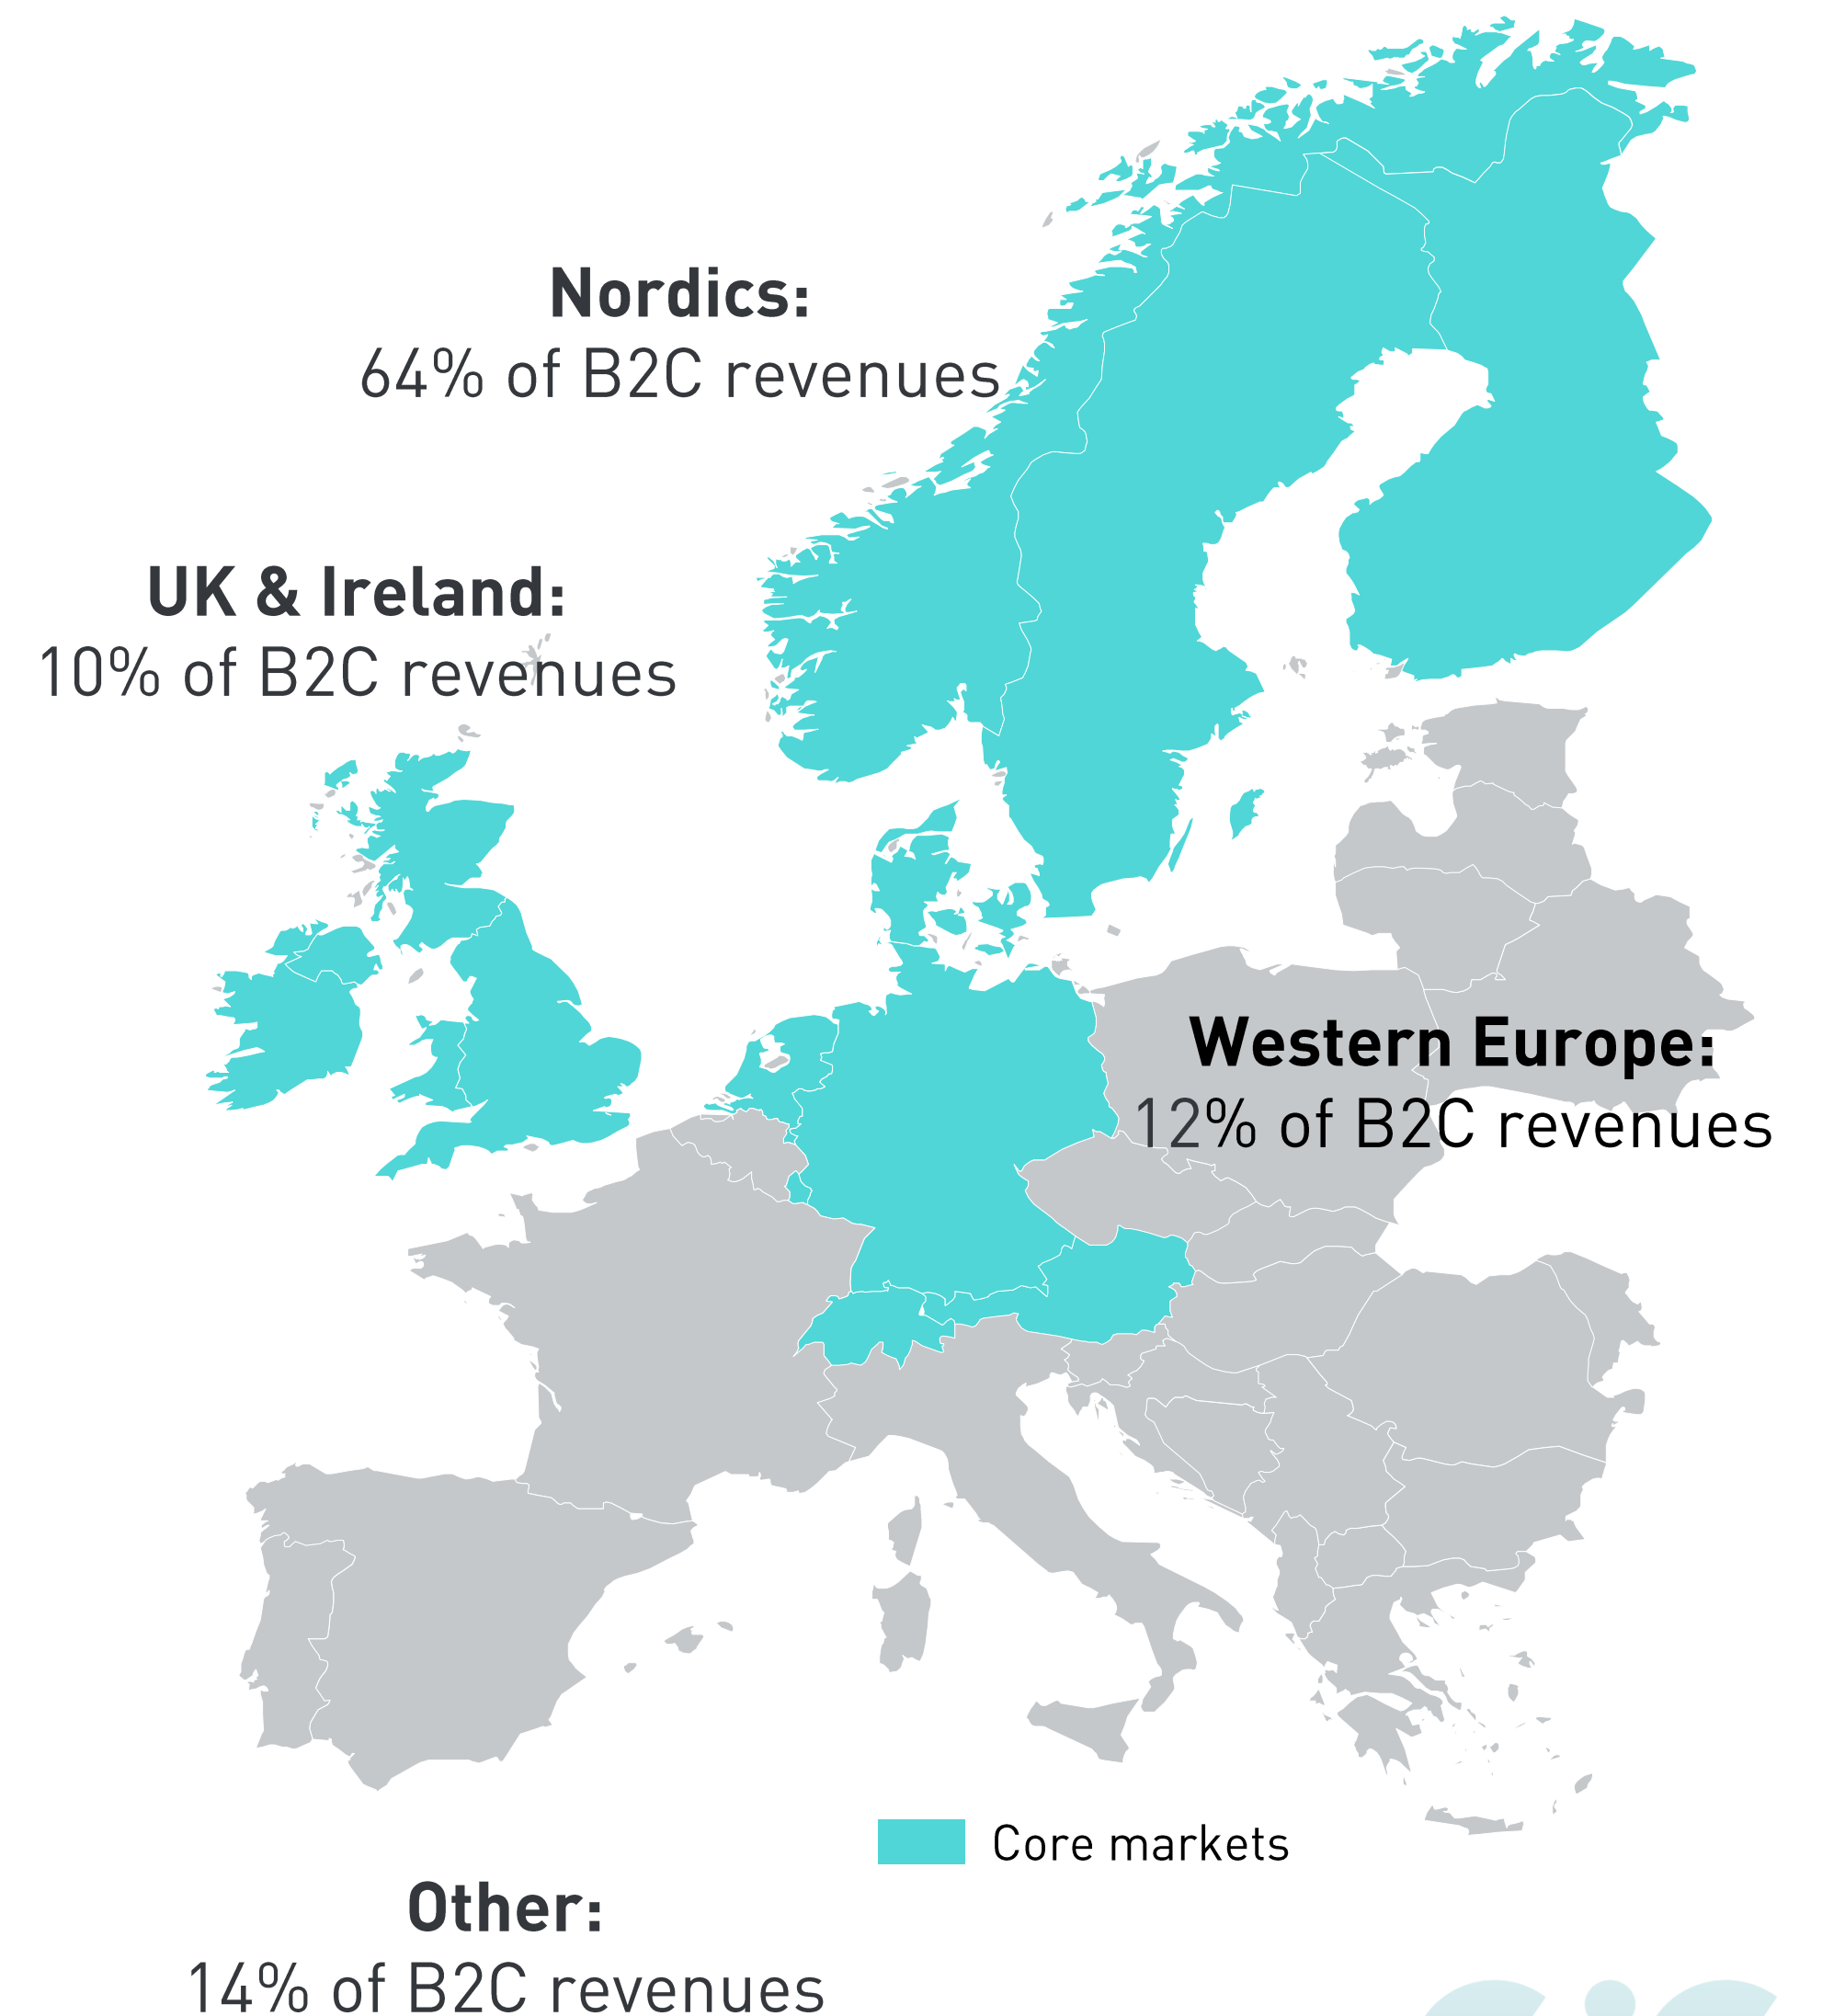 Nordics:
64% of B2C revenues
UK & Ireland:
10% of B2C revenues
Western Europe:
12% of B2C revenues
Core markets
Other:
14% of B2C revenues